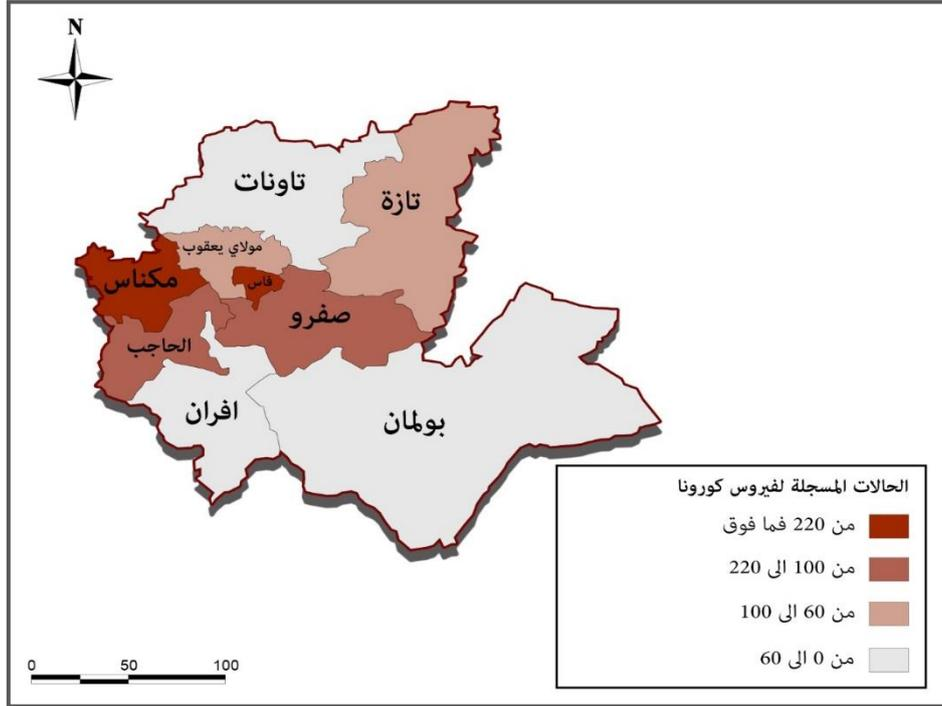 N
تاونات
تازة
مولاي يعقوب
مكناس
فاس
صفرو
الحاجب
افران
بولمان
الحالات المسجلة لفيروس كورونا
من 220 فما فوق
من 100 الى 220
من 60 الى 100
من 0 الى 60
0 50 100